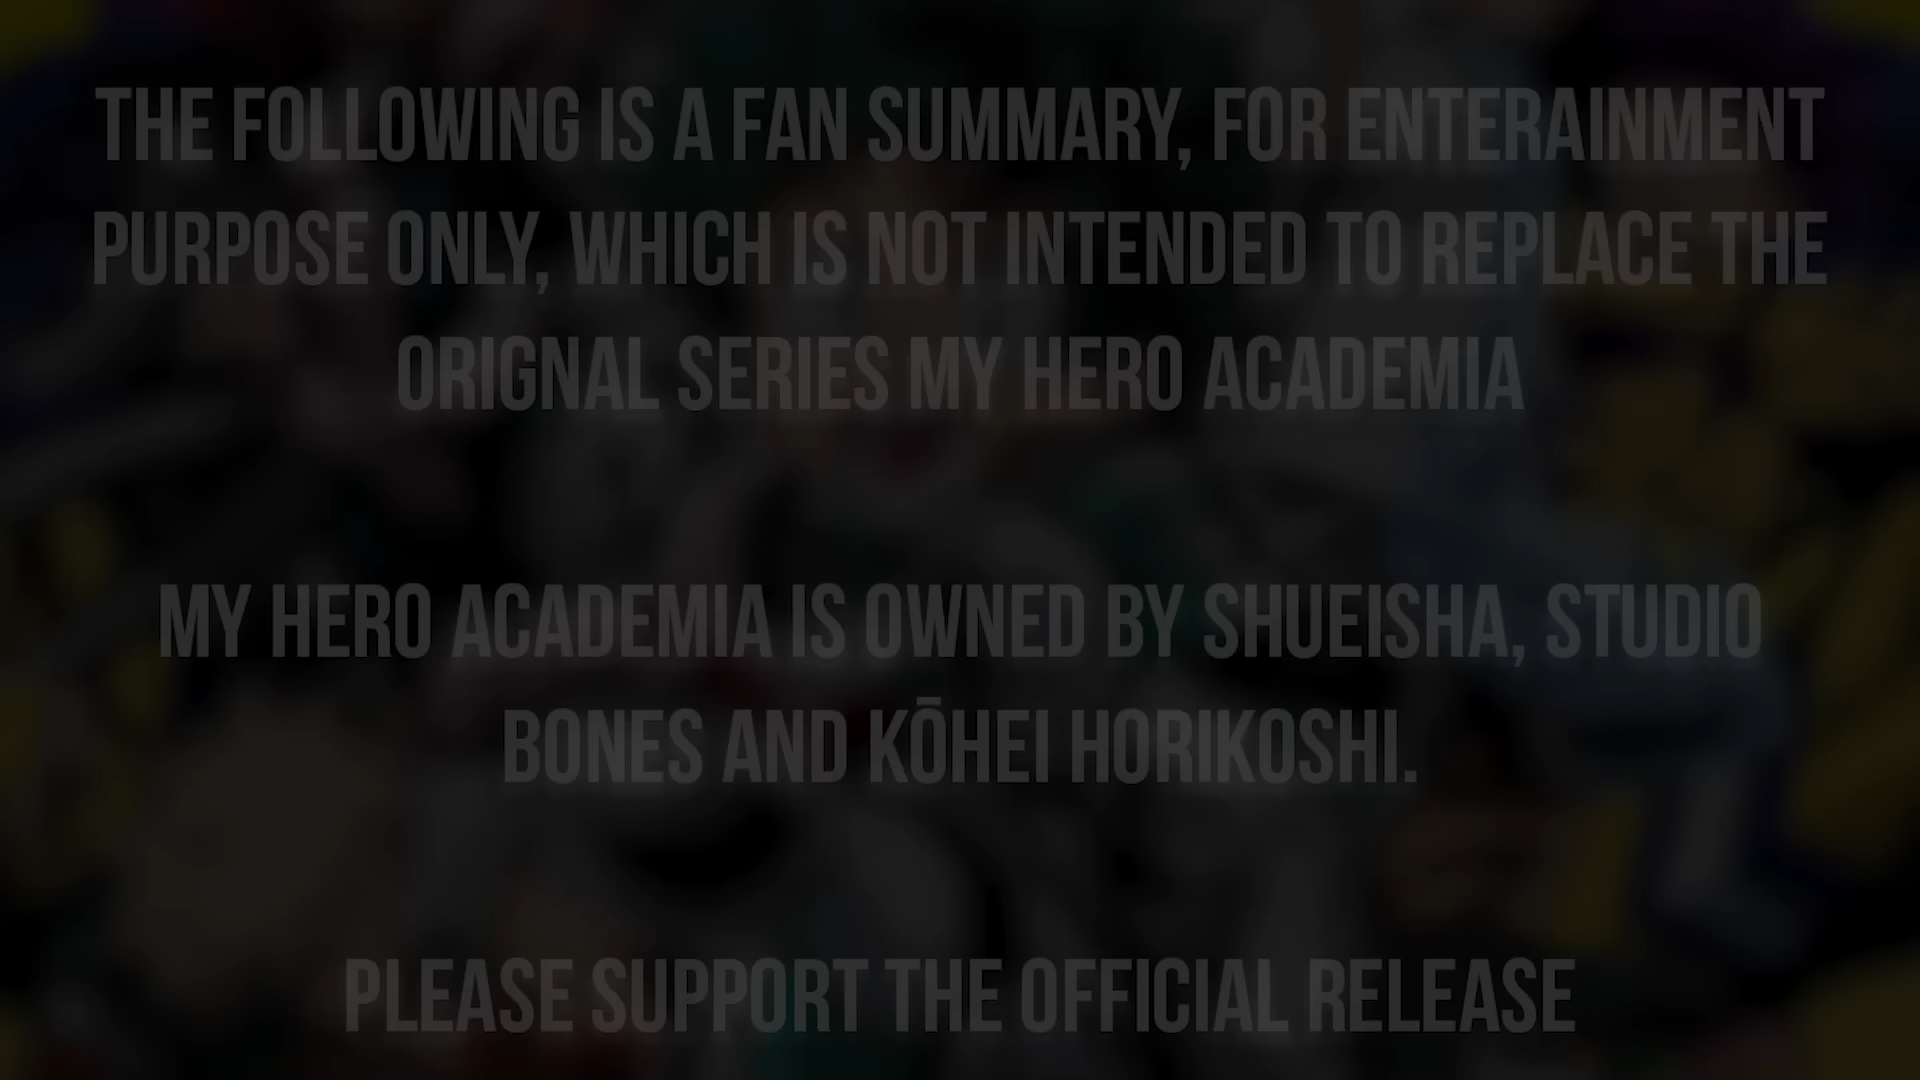 THE FOLLOWING IS A FAN SUMMARY, FOR ENTERAINMENT
PURPOSE ONLY, WHICH IS NOT INTENDED TO REPLACE THE
ORIGNAL SERIES MY HERO ACADEMIA
MY HERO ACADEMIA IS OWNED BY SHUEISHA, STUDIO
BONES AND KŌHEI HORIKOSHI.
PLEASE SUPPORT THE OFFICIAL RELEASE